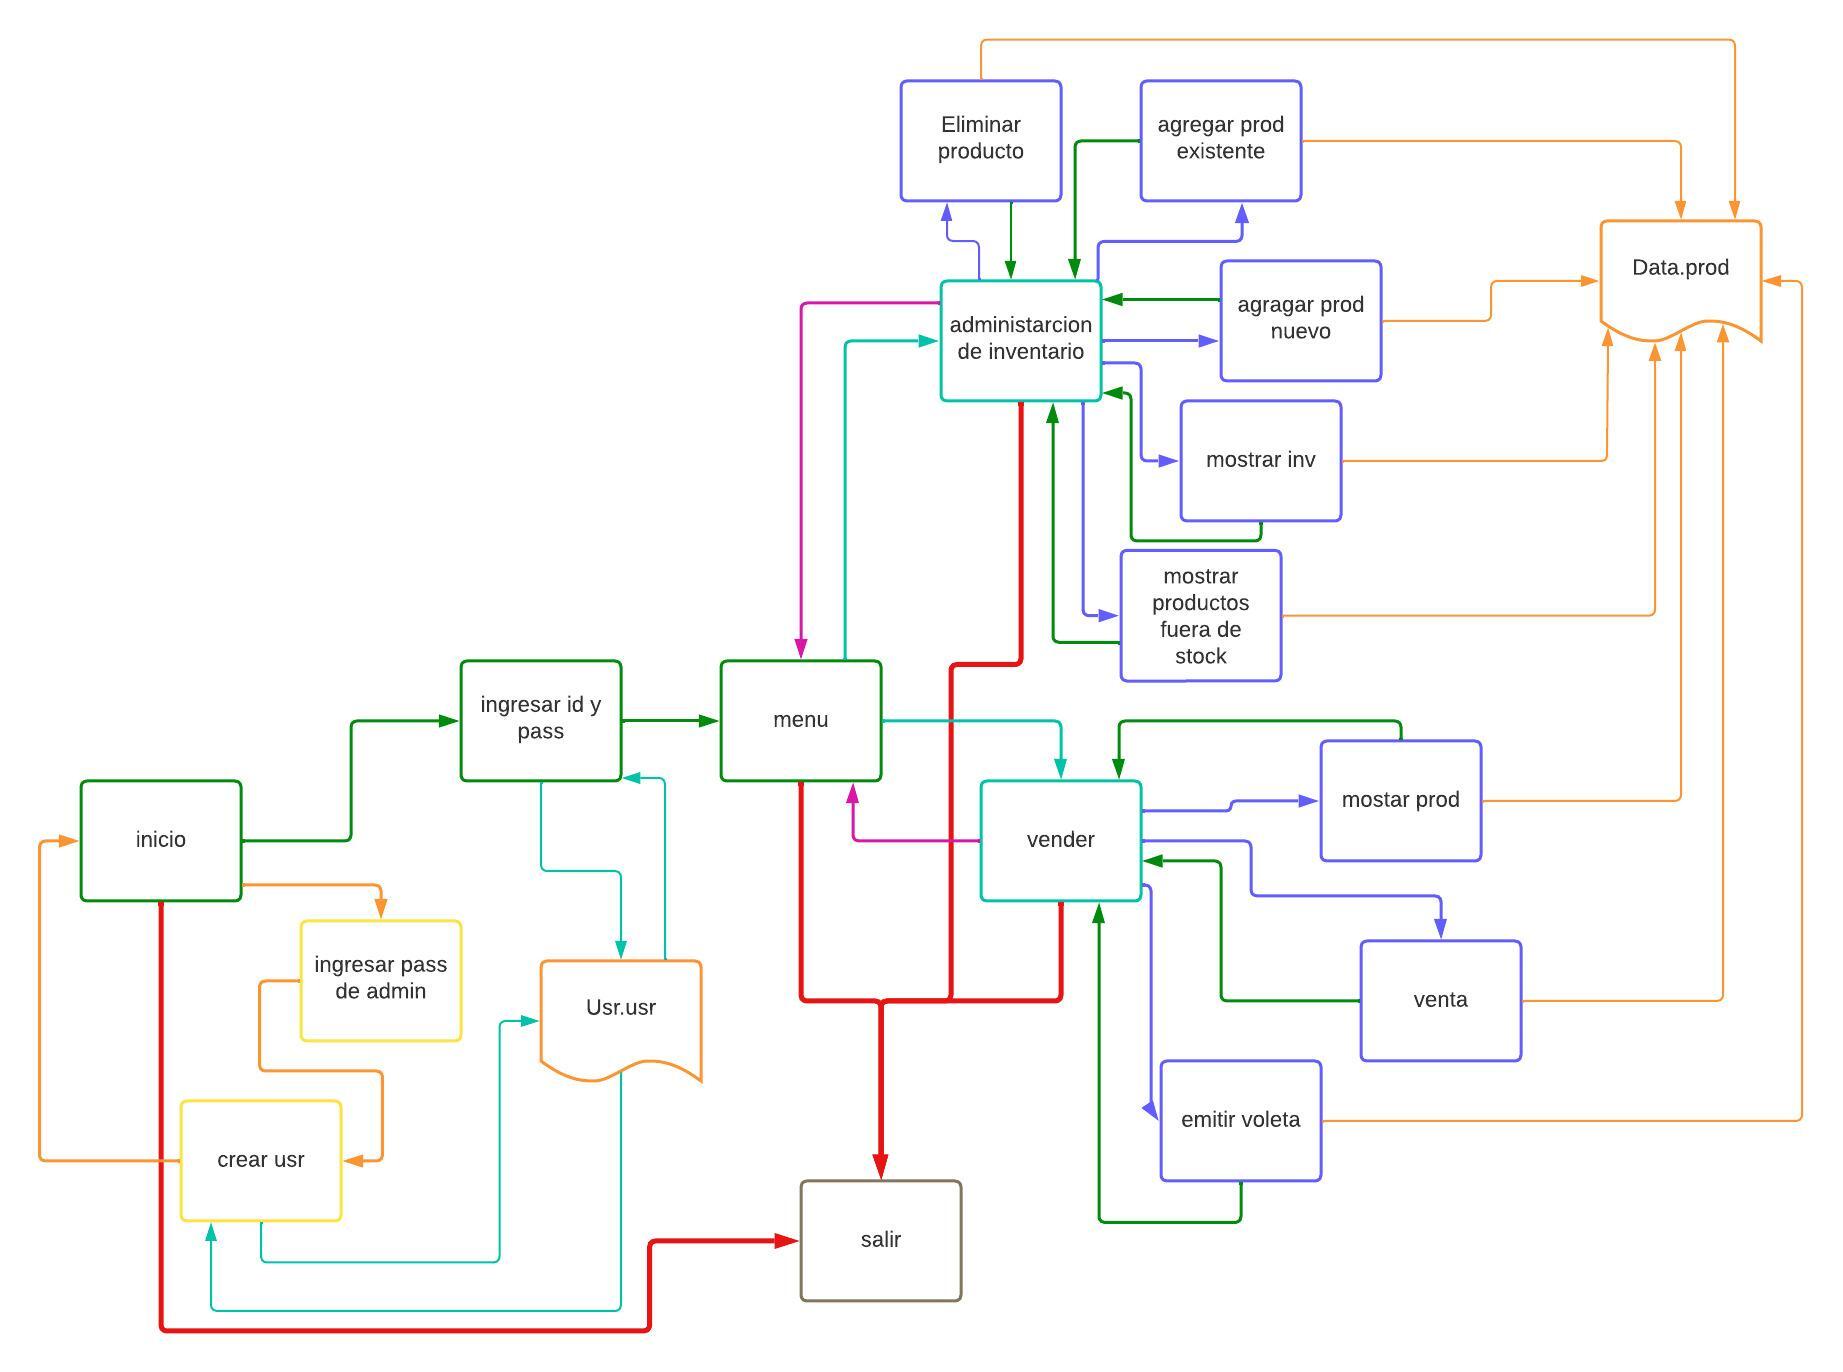 Eliminar
producto
agregar prod
existente
Data.prod
administarcion
de inventario
agragar prod
nuevo
mostrar inv
mostrar
productos
fuera de
stock
ingresar id y
pass
menu
inicio
vender
mostar prod
ingresar pass
de admin
Usr.usr
venta
crear usr
emitir voleta
salir